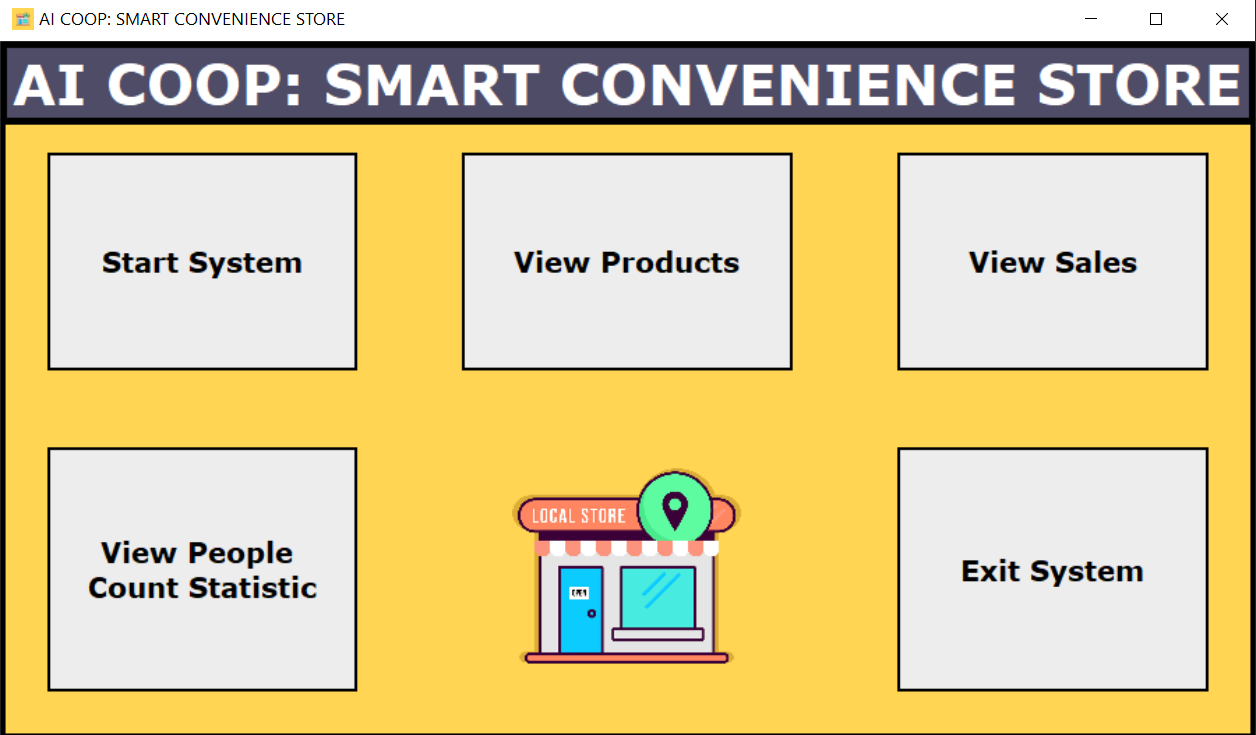 AI COOP: SMART CONVENIENCE STORE
AI COOP: SMART CONVENIENCE STORE
Start System
View Products
View Sales
LOCAL STORE
OPEN
View People
Count Statistic
Exit System